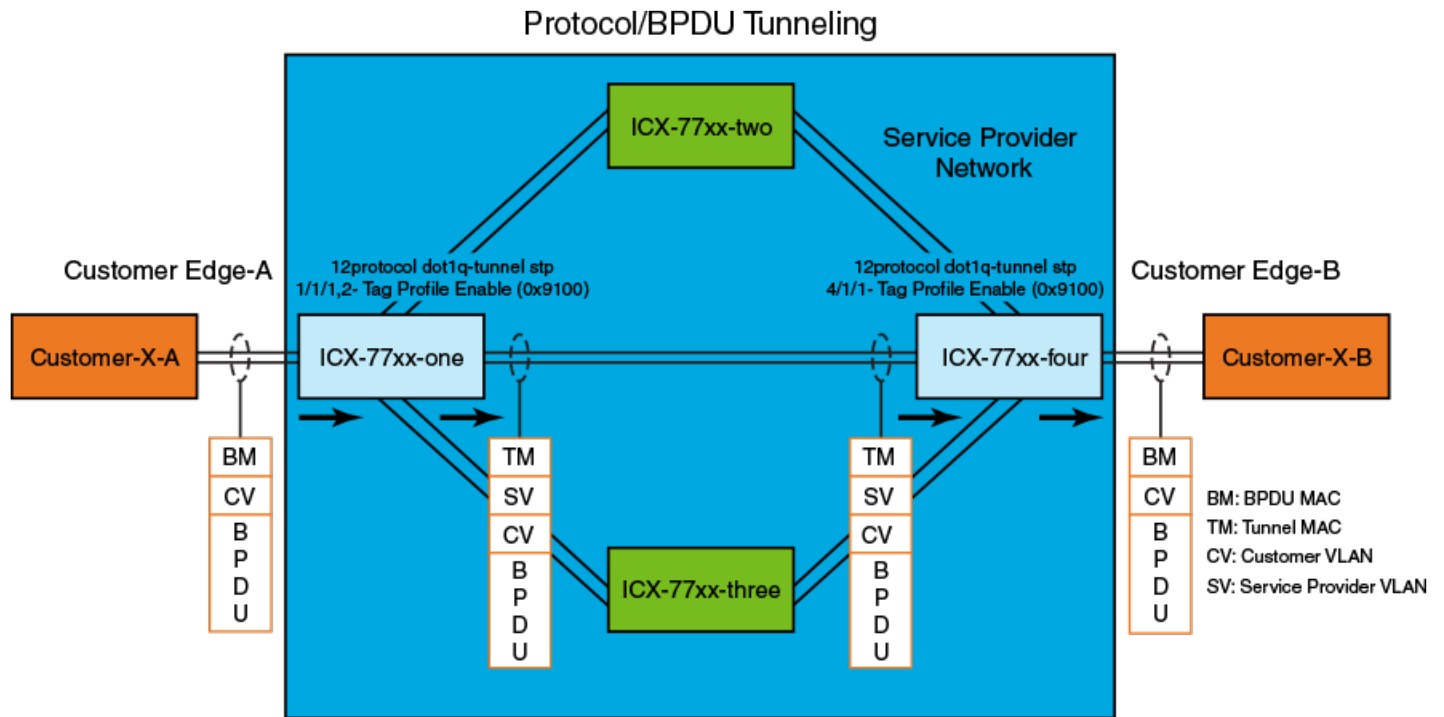 Protocol/BPDU Tunneling
ICX-77xx-two
Service Provider
Network
Customer Edge-A
12protocol dot1q-tunnel stp
1/1/1,2- Tag Profile Enable (0x9100)
12protocol dot1q-tunnel stp
4/1/1- Tag Profile Enable (0x9100)
Customer Edge-B
Customer-X-A
ICX-77xx-one
ICX-77xx-four
Customer-X-B
BM
CV
B
P
D
U
TM
SV
CV
B
P
D
U
ICX-77xx-three
TM
SV
CV
B
P
D
U
BM
CV
B
P
D
U
BM: BPDU MAC
TM: Tunnel MAC
CV: Customer VLAN
SV: Service Provider VLAN